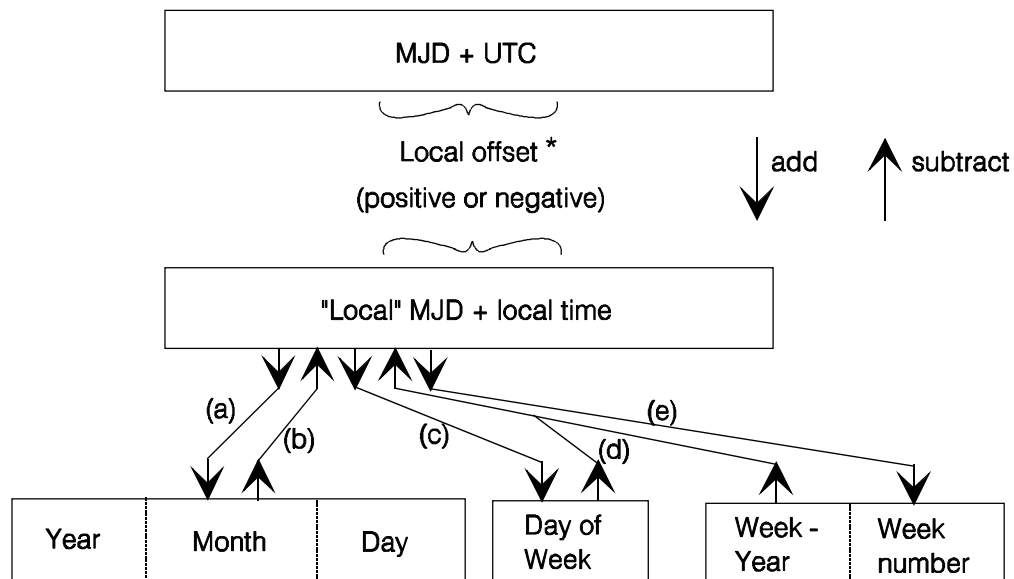 MJD + UTC
Local offset *
(positive or negative)
add
subtract
"Local" MJD + local time
(a)
(b)
(c)
(d)
(e)
Year
Month
Day
Day of
Week
Week -
Year
Week
number